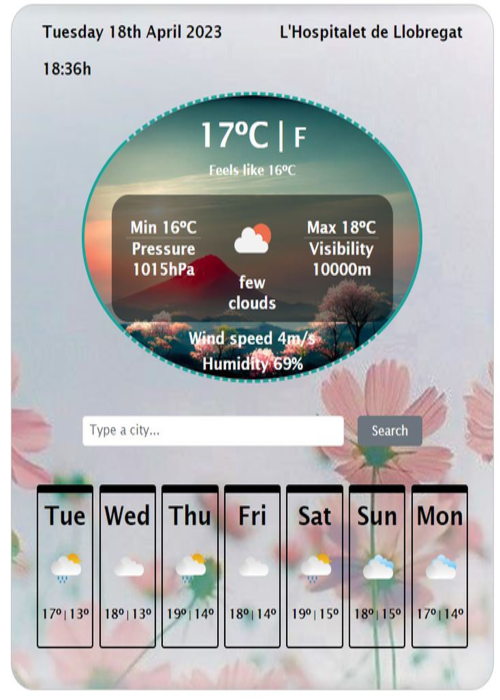 Tuesday 18th April 2023
L'Hospitalet de Llobregat
18:36h
17ºC | F
Feels like 16ºC
Min 16ºC
Pressure
1015hPa
few
clouds
Max 18ºC
Visibility
10000m
Wind speed 4m/s
Humidity 69%
Type a city...
Search
Tue Wed Thu Fri Sat Sun Mon
17º | 13º 18º | 13º 19º | 14º 18º | 14º 19º | 15º 18º | 15º 17º | 14º